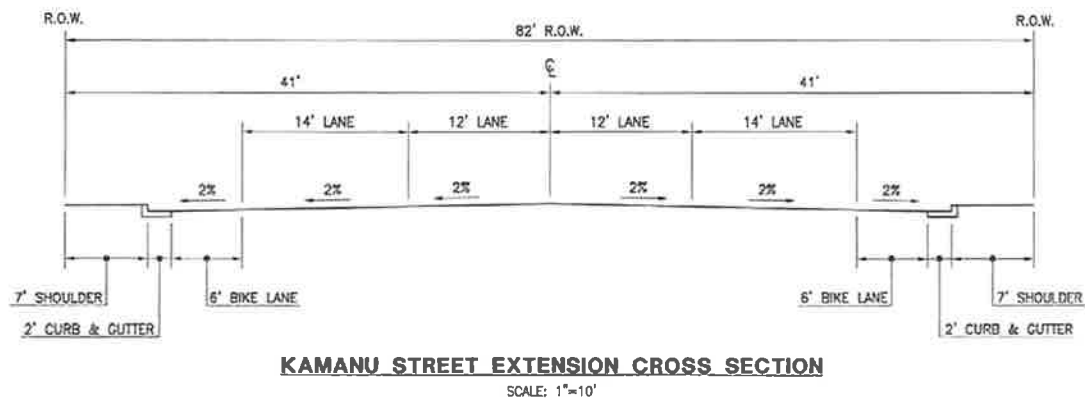 R.O.W. R.O.W.
82' R.O.W.
℄
41' 41'
14' LANE 12' LANE 12' LANE 14' LANE
2% 2% 2% 2% 2% 2%
7' SHOULDER 6' BIKE LANE 6' BIKE LANE 7' SHOULDER
2' CURB & GUTTER 2' CURB & GUTTER
KAMANU STREET EXTENSION CROSS SECTION
SCALE: 1"=10'